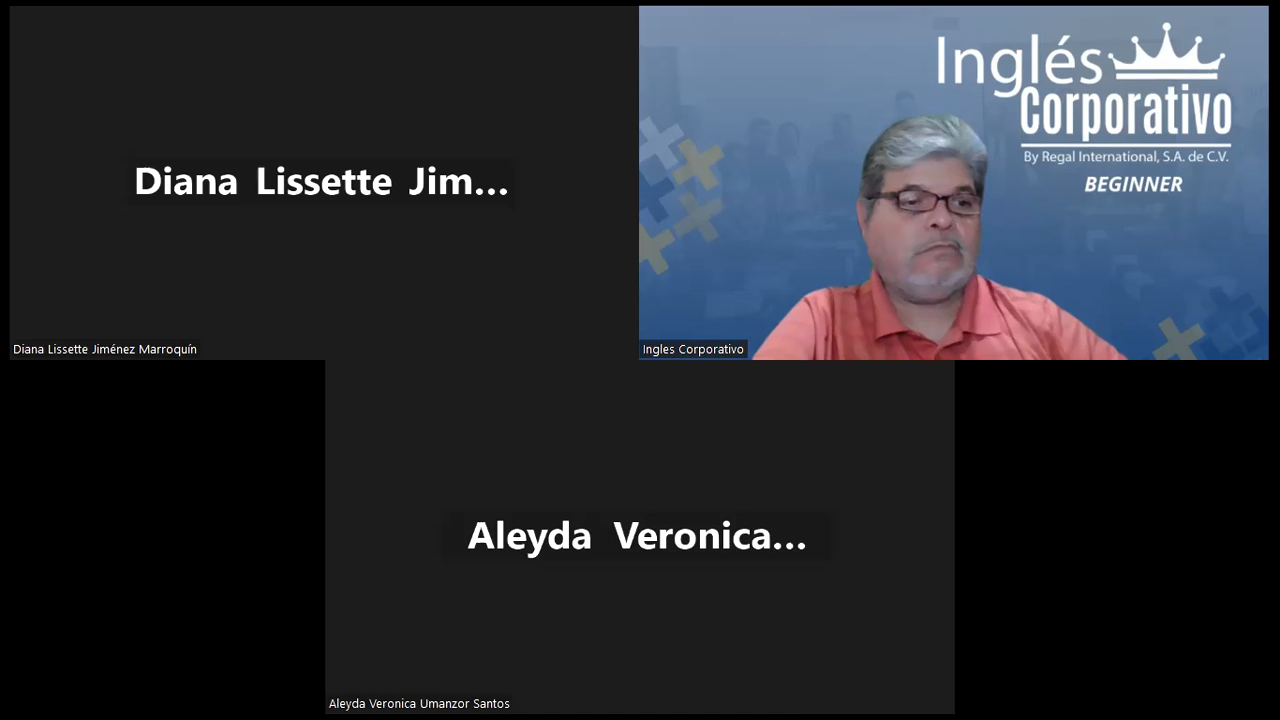 Diana Lissette Jim...
Diana Lissette Jiménez Marroquín
Inglés
Corporativo
By Regal International, S.A. de C.V.
BEGINNER
Ingles Corporativo
Aleyda Veronica...
Aleyda Veronica Umanzor Santos